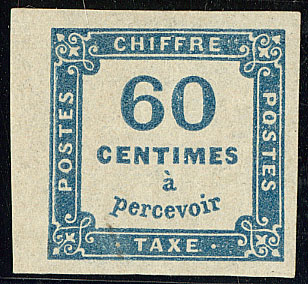 CHIFFRE
POSTES
60
CENTIMES
à
percevoir
POSTES
· TAXE ·